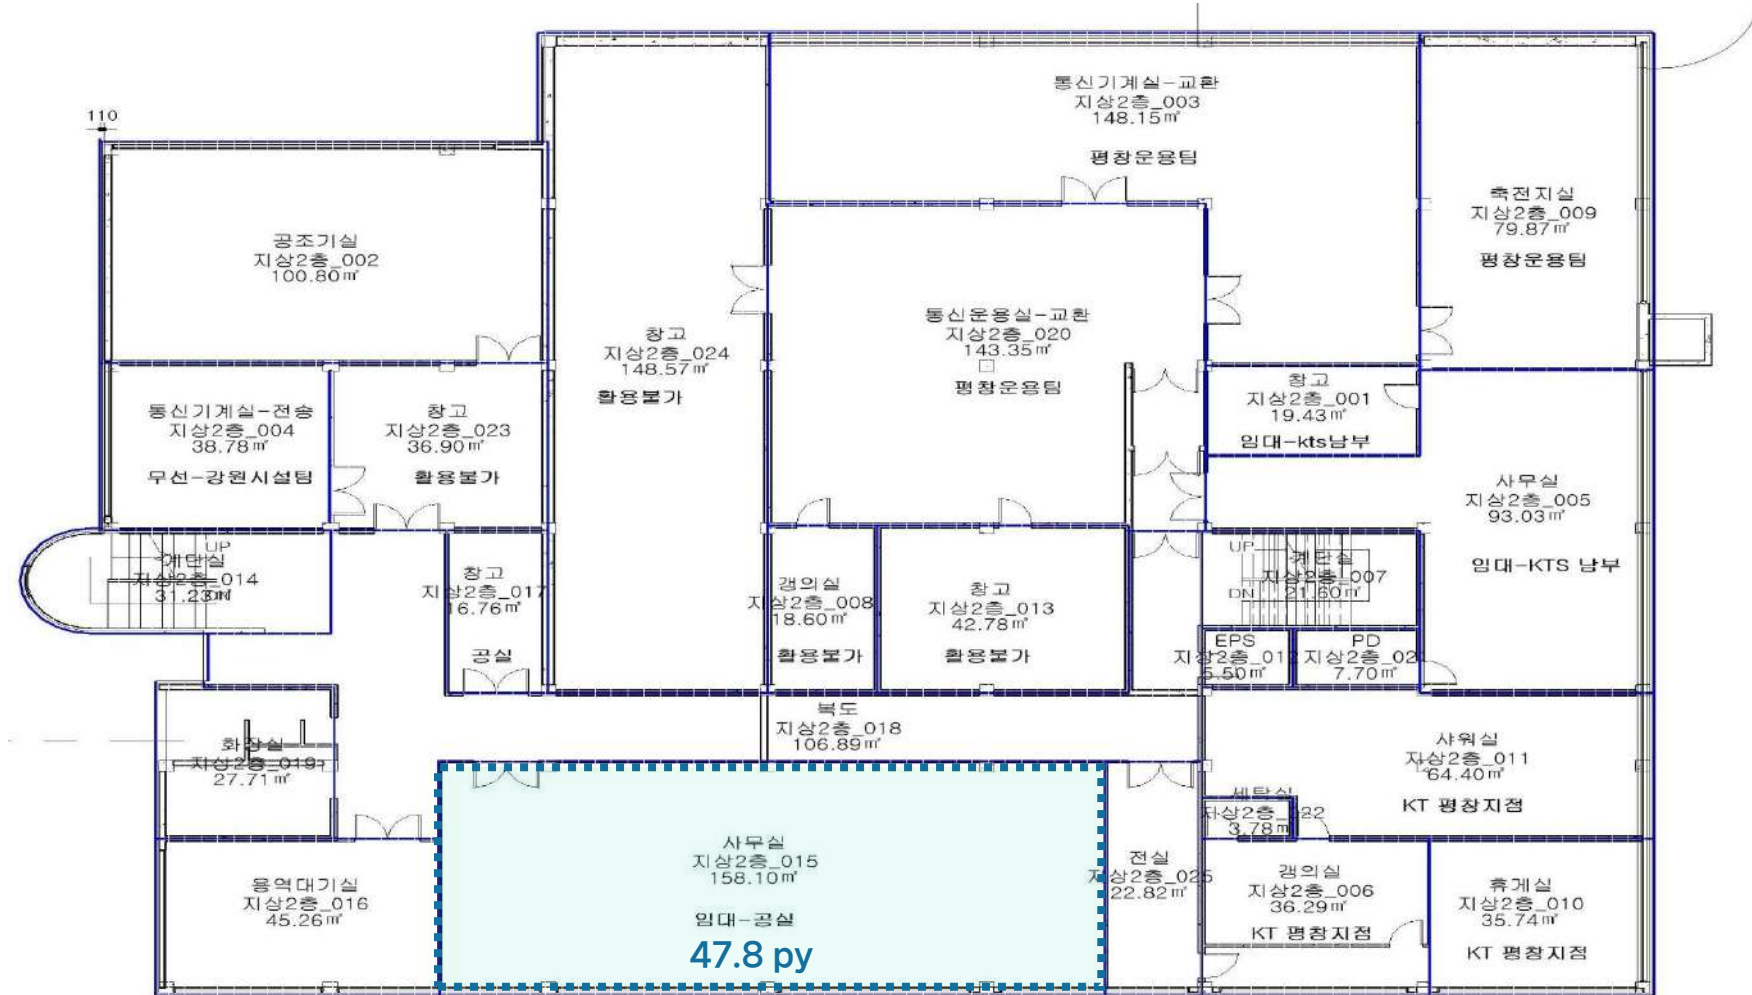 110
통신기계실-교환
지상2층_003
148.15㎡
평창운용팀
축전지실
지상2층_009
79.87㎡
평창운용팀
공조기실
지상2층_002
100.80㎡
창고
지상2층_024
148.57㎡
활용불가
통신운용실-교환
지상2층_020
143.35㎡
평창운용팀
창고
지상2층_001
19.43㎡
임대-kts남부
통신기계실-전송
지상2층_004
38.78㎡
무선-강원시설팀
창고
지상2층_023
36.90㎡
활용불가
사무실
지상2층_005
93.03㎡
임대-KTS 남부
UP
계단실
지상2층_014
31.23㎡
DN
창고
지상2층_017
16.76㎡
공실
갱의실
지상2층_008
18.60㎡
활용불가
창고
지상2층_013
42.78㎡
활용불가
UP
계단실
지상2층_007
DN
21.60㎡
EPS
지상2층_012
5.50㎡
PD
지상2층_021
7.70㎡
복도
지상2층_018
106.89㎡
화장실
지상2층_019
27.71㎡
샤워실
지상2층_011
64.40㎡
KT 평창지점
세탁실
지상2층_022
3.78㎡
사무실
지상2층_015
158.10㎡
임대-공실
47.8 py
전실
지상2층_025
22.82㎡
용역대기실
지상2층_016
45.26㎡
갱의실
지상2층_006
36.29㎡
KT 평창지점
휴게실
지상2층_010
35.74㎡
KT 평창지점